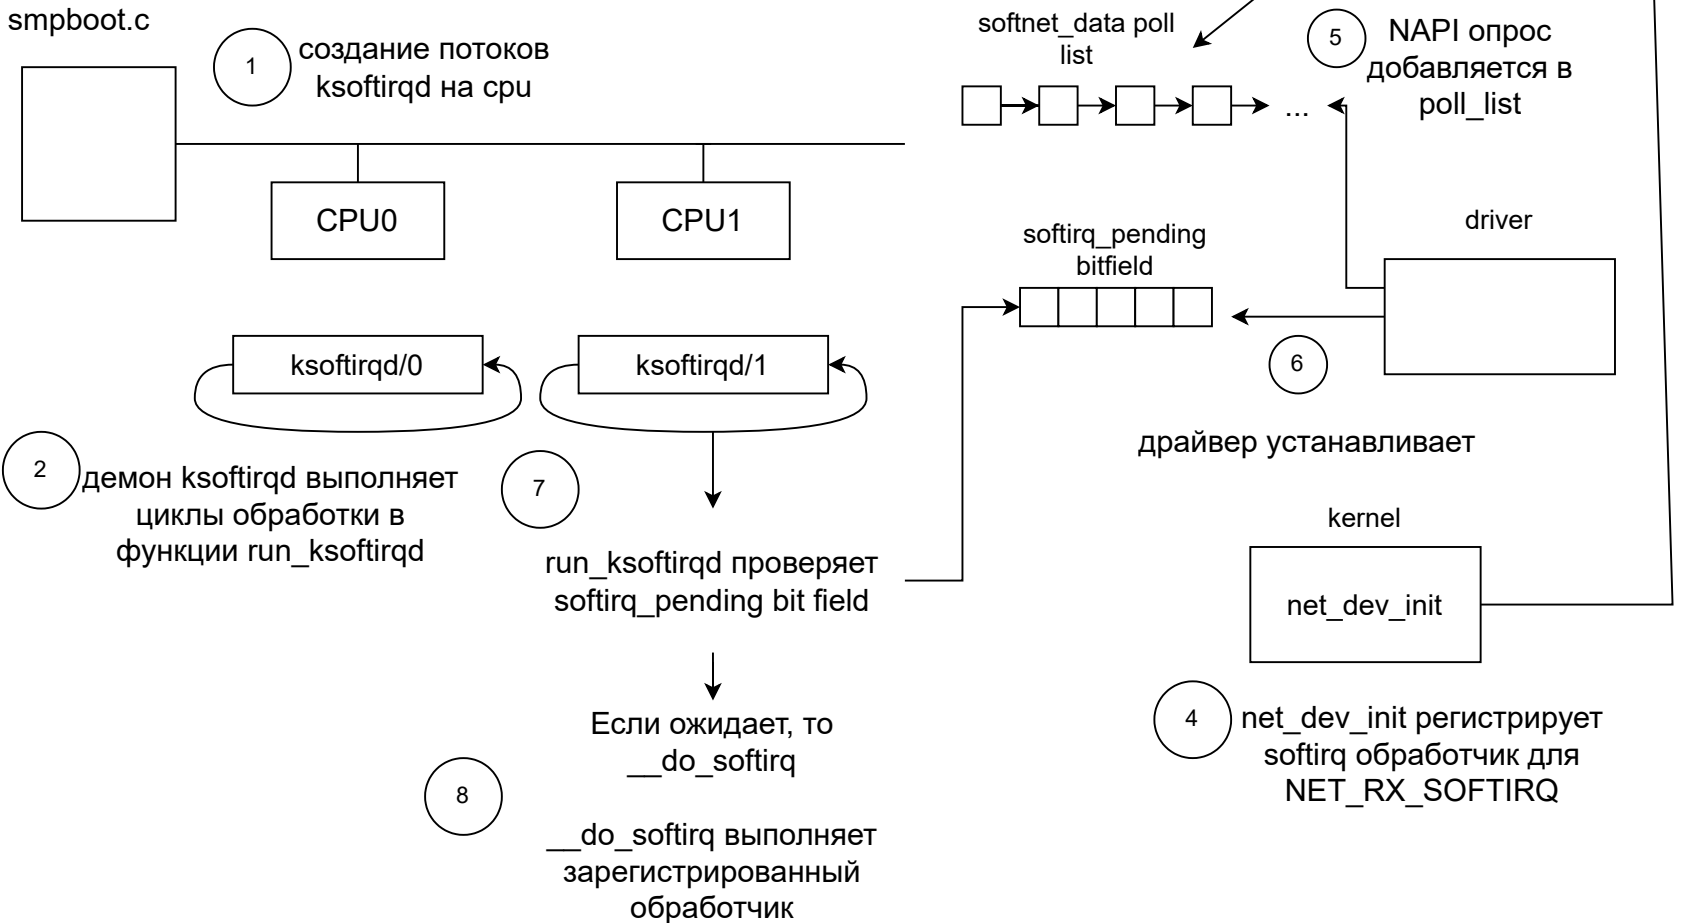 smpboot.c
1
создание потоков
ksoftirqd на cpu
CPU0
CPU1
ksoftirqd/0
ksoftirqd/1
2
демон ksoftirqd выполняет
циклы обработки в
функции run_ksoftirqd
7
run_ksoftirqd проверяет
softirq_pending bit field
Если ожидает, то
__do_softirq
8
__do_softirq выполняет
зарегистрированный
обработчик
softnet_data poll
list
...
5
NAPI опрос
добавляется в
poll_list
driver
softirq_pending
bitfield
6
драйвер устанавливает
kernel
net_dev_init
4
net_dev_init регистрирует
softirq обработчик для
NET_RX_SOFTIRQ